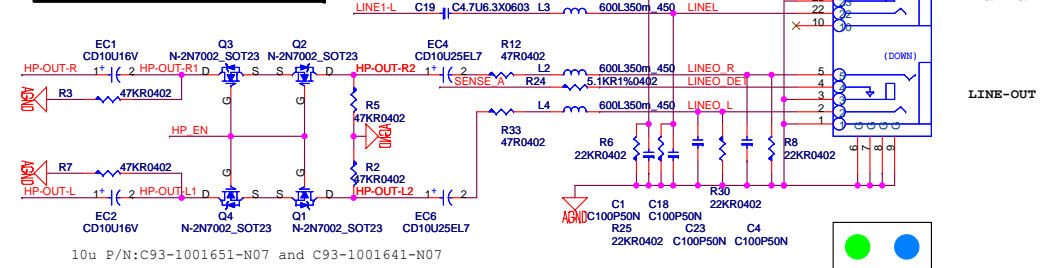 LINE1-L C19 C4.7U6.3X0603 L3 600L350m_450 LINEL 22
10
EC1 CD10U16V
Q3 N-2N7002_SOT23
Q2 N-2N7002_SOT23
EC4 CD10U25EL7
R12 47R0402
(DOWN)
HP-OUT-R 1 + 2 HP-OUT-R1 D S S D HP-OUT-R2 1 + 2 L2 600L350m_450 LINEO_R 5
SENSE_A R24 5.1KR1%0402 LINEO_DET 4
AGND R3 47KR0402 G G R5 47KR0402
L4 600L350m_450 LINEO_L 3
2
1
LINE-OUT
HP_EN AGND R33 47R0402
R6 22KR0402
R8 22KR0402
6 7 8 9
AGND R7 47KR0402 G G R2 47KR0402
HP-OUT-L 1 + 2 HP-OUT-L1 D S S D HP-OUT-L2 1 + 2
EC2 CD10U16V
Q4 N-2N7002_SOT23
Q1 N-2N7002_SOT23
EC6 CD10U25EL7
AGND
R30 22KR0402
C1 C100P50N
C18 C100P50N
R25 22KR0402
C23 C100P50N
C4 C100P50N
10u P/N:C93-1001651-N07 and C93-1001641-N07